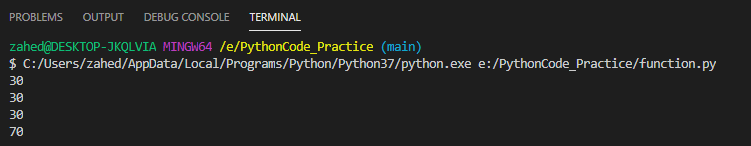 PROBLEMS OUTPUT DEBUG CONSOLE TERMINAL
zahed@DESKTOP-JKQLVIA MINGW64 /e/PythonCode_Practice (main)
$ C:/Users/zahed/AppData/Local/Programs/Python/Python37/python.exe e:/PythonCode_Practice/function.py
30
30
30
70